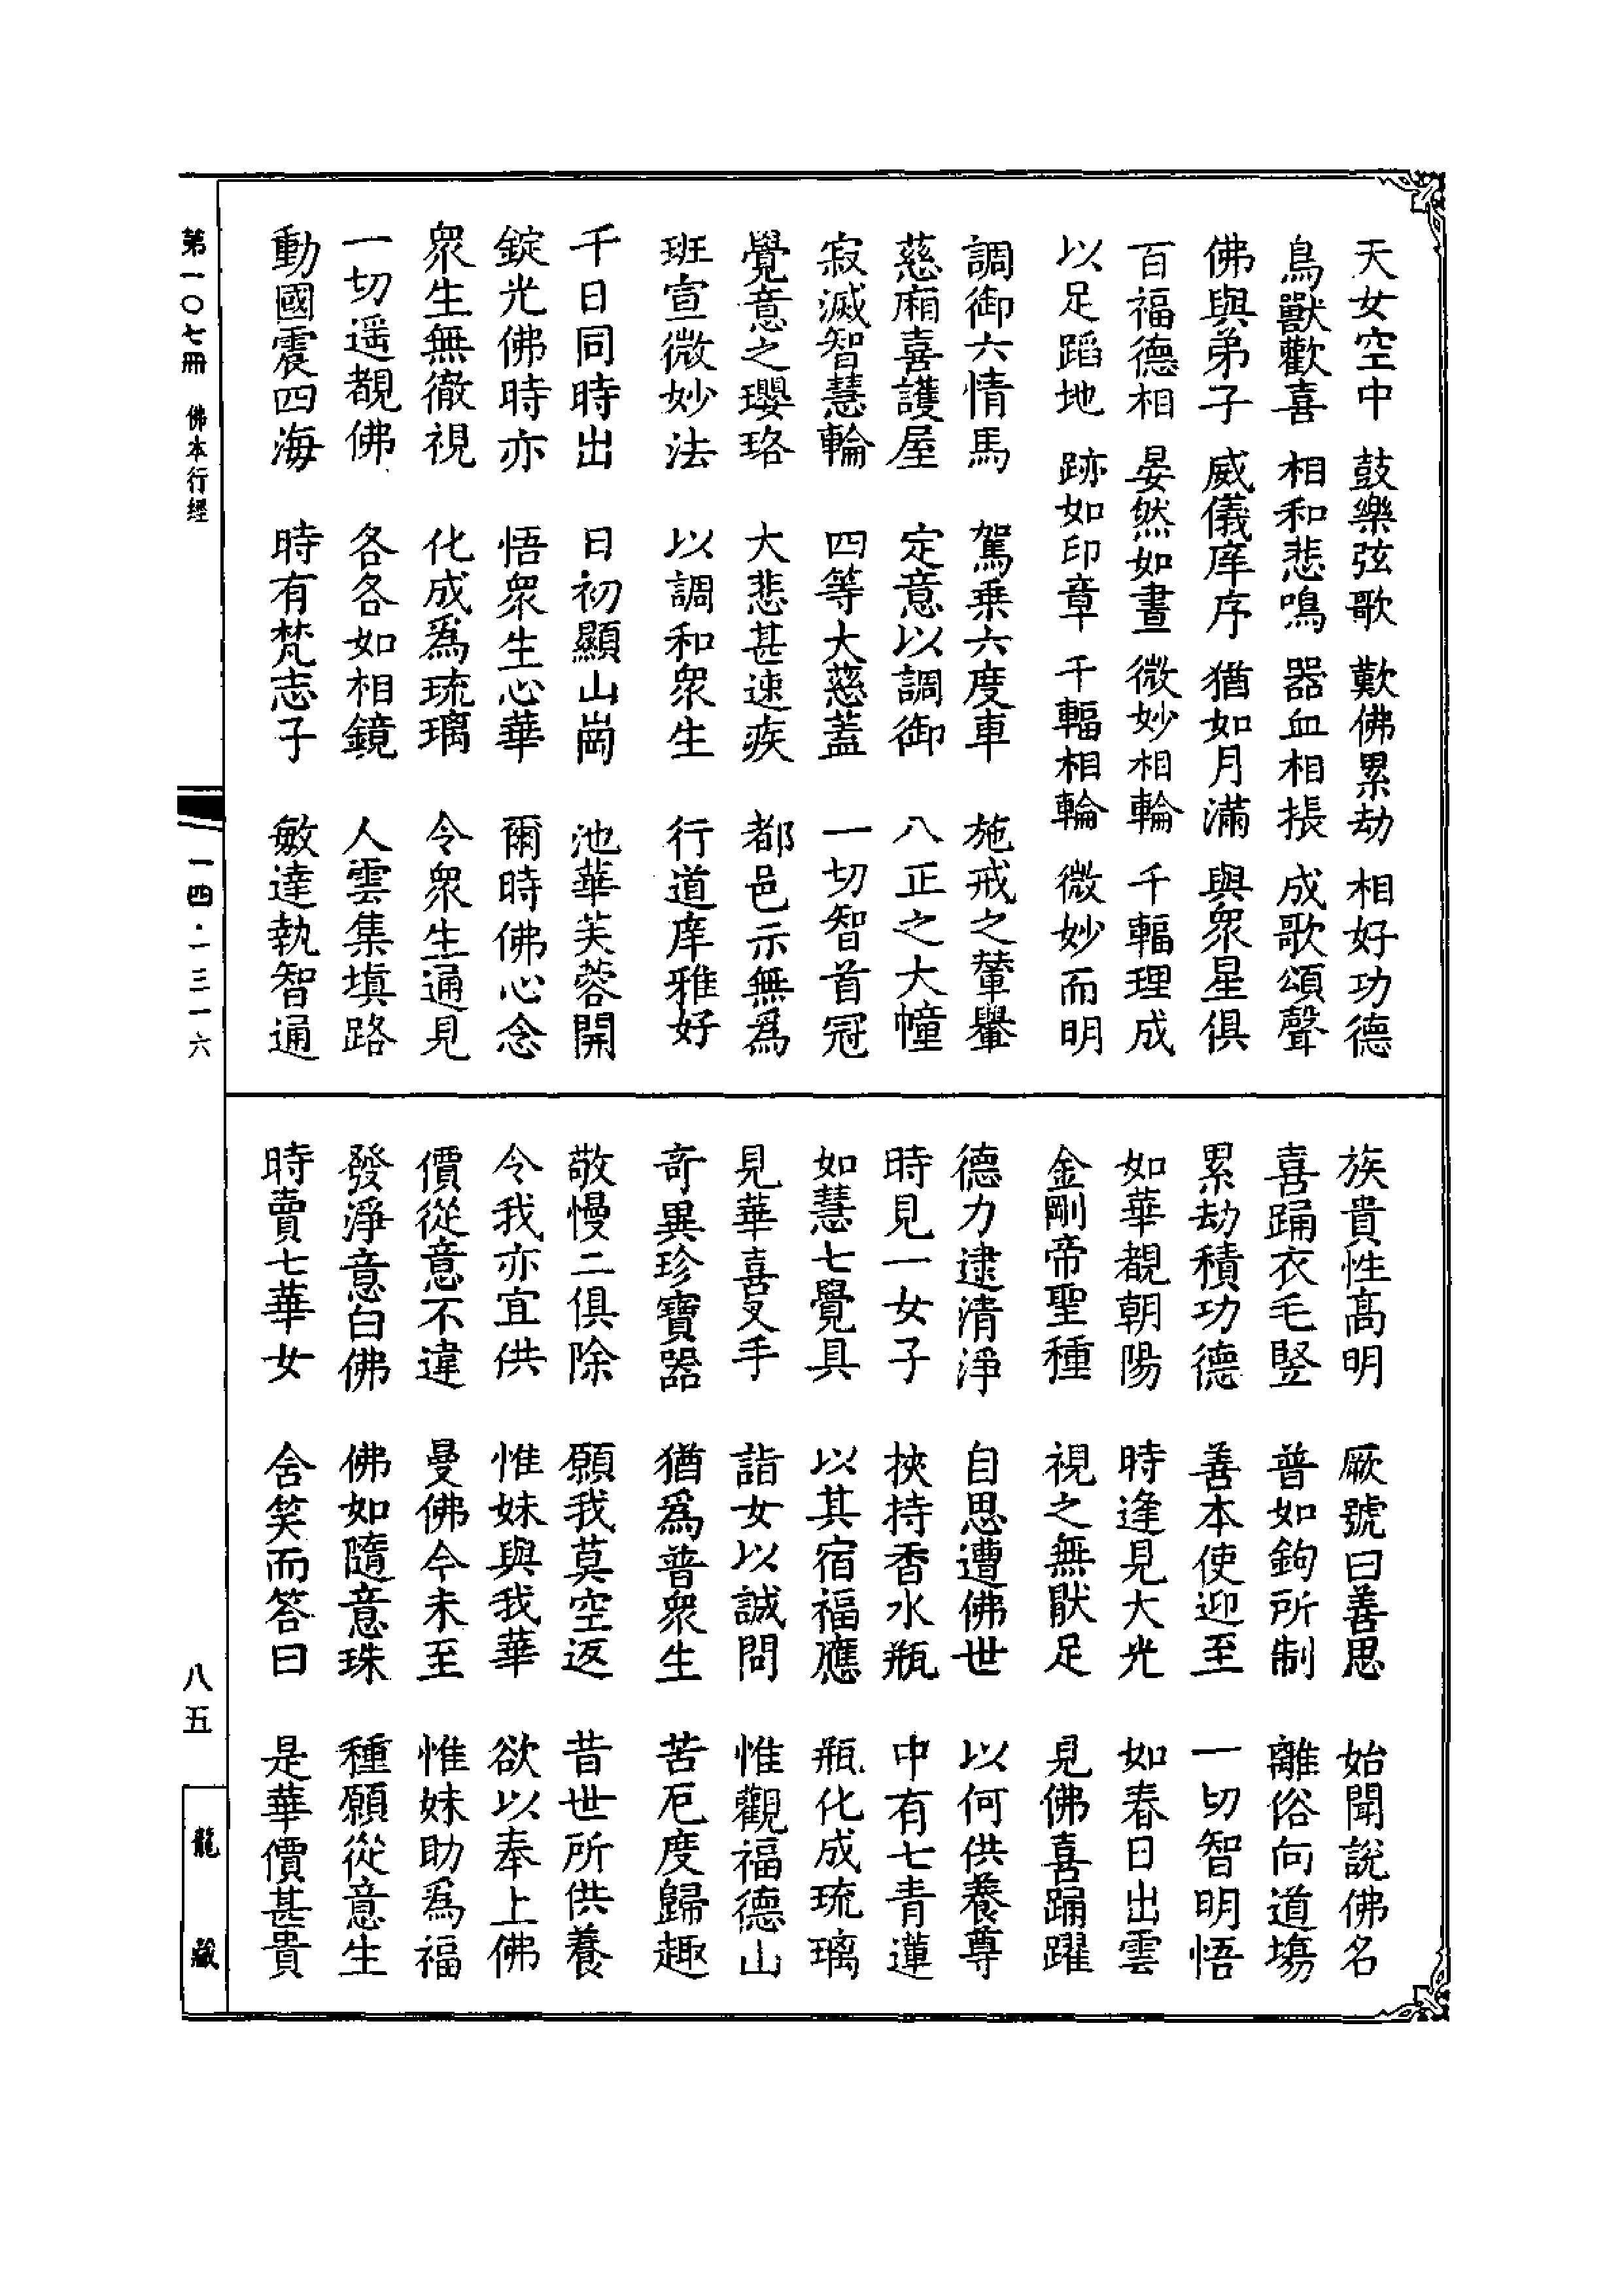 天女空中　鼓樂弦歌　歎佛累劫　相好功德
鳥獸歡喜　相和悲鳴　器血相掁　成歌頌聲
佛與弟子　威儀庠序　猶如月滿　與眾星俱
百福德相　晏然如晝　微妙相輪　千輻理成
以足蹈地　跡如印章　千輻相輪　微妙而明
調御六情馬　駕乗六度車　施戒之輦轝
慈廂喜護屋　定意以調御　八正之大幢
寂滅智慧輪　四等大慈蓋　一切智首冠
覺意之瓔珞　大悲甚速疾　都邑示無為
班宣微妙法　以調和眾生　行道庠雅好
千日同時出　日初顯山崗　池華芙蓉開
錠光佛時亦　悟眾生心華　爾時佛心念
眾生無徹視　化成為琉璃　令眾生通見
一切遥覩佛　各各如相鏡　人雲集填路
動國震四海　時有梵志子　敏達執智通
族貴性高明　厥號曰善思　始聞說佛名
喜踊衣毛竪　普如鉤所制　離俗向道塲
累劫積功德　善本使迎至　一切智明悟
如華覩朝陽　時逢見大光　如春日出雲
金剛帝聖種　視之無猒足　見佛喜踊躍
德力逮清淨　自思遭佛世　以何供養尊
時見一女子　挾持香水瓶　中有七青蓮
如慧七覺具　以其宿福應　瓶化成琉璃
見華喜叉手　詣女以誠問　惟觀福德山
竒異珍寶器　猶為普眾生　苦厄度歸趣
敬慢二俱除　願我莫空返　昔世所供養
令我亦宜供　惟妹與我華　欲以奉上佛
價從意不違　曼佛今未至　惟妹助為福
發淨意白佛　佛如隨意珠　種願從意生
時賣七華女　含笑而答曰　是華價甚貴
第一〇七冊　佛本行經
一四·一三一六
八五
龍藏